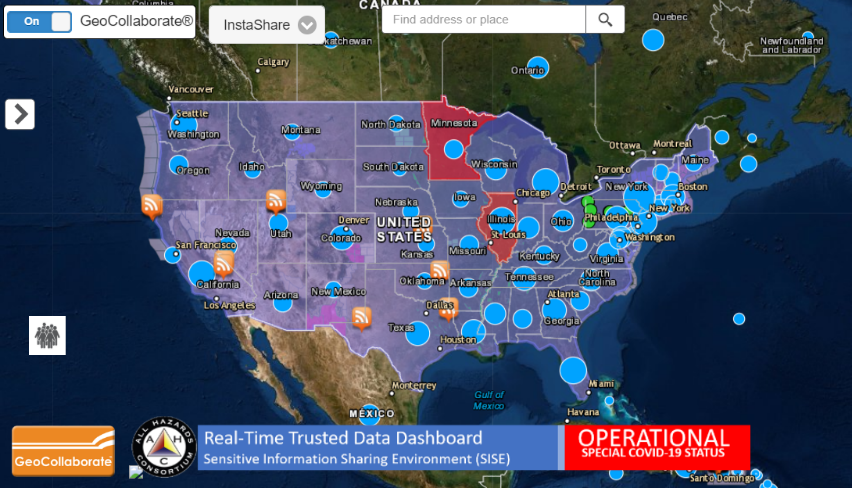 Columbia
CANADA
On
GeoCollaborate®
InstaShare
Find address or place
Quebec
katchewan
Newfoundland
and Labrador
Calgary
Ontario
Vancouver
Seattle
Washington
Montana
North Dakota
Minnesota
Ottawa
Montreal
Maine
Oregon
Idaho
South Dakota
Wisconsin
Toronto
Wyoming
Nebraska
Iowa
Chicago
Detroit
New York
Boston
New York
Nevada
Utah
Denver
Colorado
UNITED
STATES
Kansas
Illinois
St. Louis
Missouri
Ohio
Philadelphia
Washington
Kentucky
Virginia
San Francisco
California
Los Angeles
Arizona
New Mexico
Oklahoma
Arkansas
Tennessee
North
Carolina
Dallas
Atlanta
Georgia
Texas
Houston
Monterrey
Gulf of
Mexico
Miami
Havana
MÉXICO
Santo Domingo
GeoCollaborate
ALL HAZARDS
A
H
C
CONSORTIUM
Real-Time Trusted Data Dashboard
Sensitive Information Sharing Environment (SISE)
OPERATIONAL
SPECIAL COVID-19 STATUS